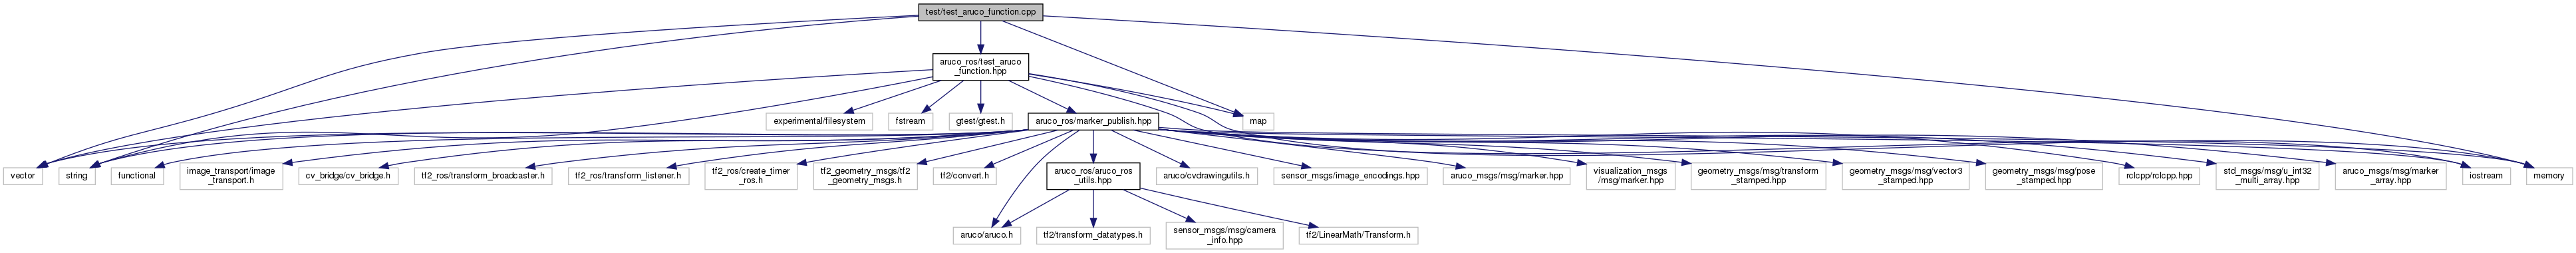 test/test_aruco_function.cpp
aruco_ros/test_aruco
_function.hpp
experimental/filesystem
fstream
gtest/gtest.h
aruco_ros/marker_publish.hpp
map
vector
string
functional
image_transport/image
_transport.h
cv_bridge/cv_bridge.h
tf2_ros/transform_broadcaster.h
tf2_ros/transform_listener.h
tf2_ros/create_timer
_ros.h
tf2_geometry_msgs/tf2
_geometry_msgs.h
tf2/convert.h
aruco_ros/aruco_ros
_utils.hpp
aruco/cvdrawingutils.h
sensor_msgs/image_encodings.hpp
aruco_msgs/msg/marker.hpp
visualization_msgs
/msg/marker.hpp
geometry_msgs/msg/transform
_stamped.hpp
geometry_msgs/msg/vector3
_stamped.hpp
geometry_msgs/msg/pose
_stamped.hpp
rclcpp/rclcpp.hpp
std_msgs/msg/u_int32
_multi_array.hpp
aruco_msgs/msg/marker
_array.hpp
iostream
memory
aruco/aruco.h
tf2/transform_datatypes.h
sensor_msgs/msg/camera
_info.hpp
tf2/LinearMath/Transform.h